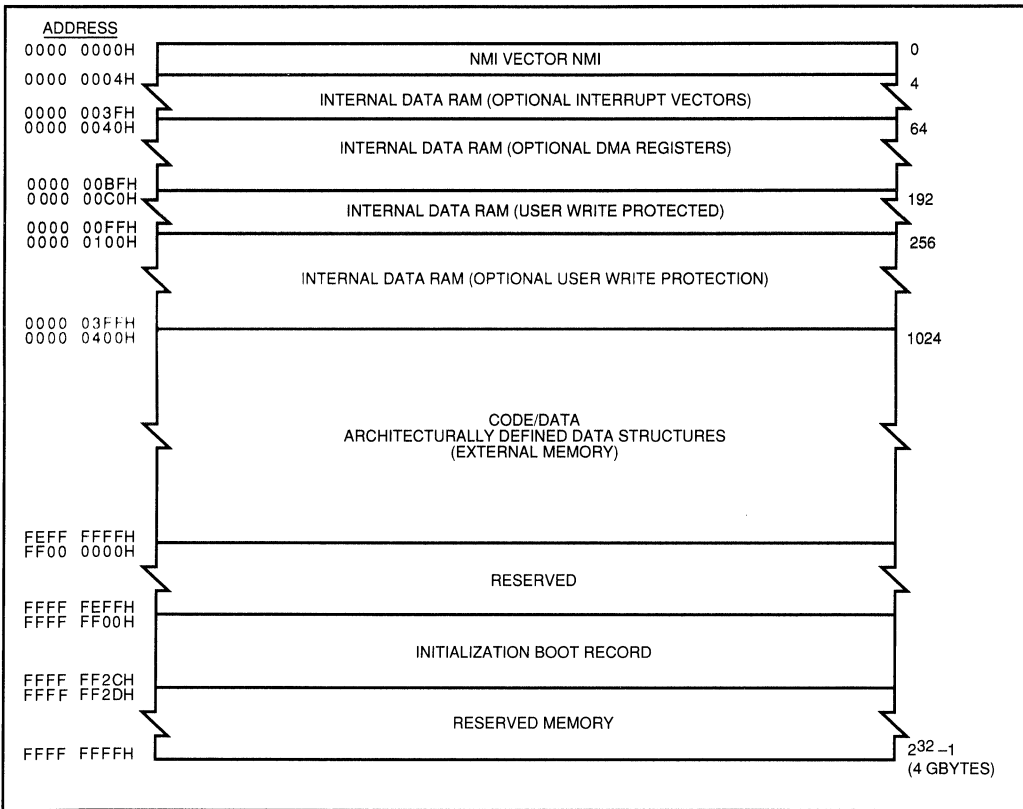 ADDRESS
0000 0000H
NMI VECTOR NMI
0
0000 0004H
4
INTERNAL DATA RAM (OPTIONAL INTERRUPT VECTORS)
0000 003FH
0000 0040H
64
INTERNAL DATA RAM (OPTIONAL DMA REGISTERS)
0000 00BFH
0000 00C0H
192
INTERNAL DATA RAM (USER WRITE PROTECTED)
0000 00FFH
0000 0100H
256
INTERNAL DATA RAM (OPTIONAL USER WRITE PROTECTION)
0000 03FFH
0000 0400H
1024
CODE/DATA
ARCHITECTURALLY DEFINED DATA STRUCTURES
(EXTERNAL MEMORY)
FEFF FFFFH
FF00 0000H
RESERVED
FFFF FEFFH
FFFF FF00H
INITIALIZATION BOOT RECORD
FFFF FF2CH
FFFF FF2DH
RESERVED MEMORY
FFFF FFFFH
2³² –1
(4 GBYTES)